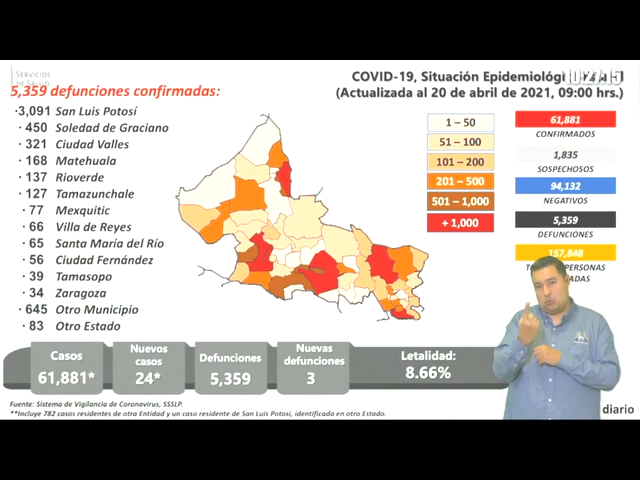 SERVICIOS
DE SALUD
COVID-19, Situación Epidemiológi
10:27:15
(Actualizada al 20 de abril de 2021, 09:00 hrs.)
5,359 defunciones confirmadas:
·3,091 San Luis Potosí
· 450 Soledad de Graciano
· 321 Ciudad Valles
· 168 Matehuala
· 137 Rioverde
· 127 Tamazunchale
· 77 Mexquitic
· 66 Villa de Reyes
· 65 Santa María del Río
· 56 Ciudad Fernández
· 39 Tamasopo
· 34 Zaragoza
· 645 Otro Municipio
· 83 Otro Estado
1 – 50
51 – 100
101 – 200
201 – 500
501 – 1,000
+ 1,000
61,881
CONFIRMADOS
1,835
SOSPECHOSOS
94,132
NEGATIVOS
5,359
DEFUNCIONES
157,848
PERSONA
Casos
61,881*
Nuevos
casos
24*
Defunciones
5,359
Nuevas
defunciones
3
Letalidad:
8.66%
Fuente: Sistema de Vigilancia de Coronavirus, SSSLP.
**Incluye 782 casos residentes de otra Entidad y un caso residente de San Luis Potosí, identificada en otro Estado.
diario